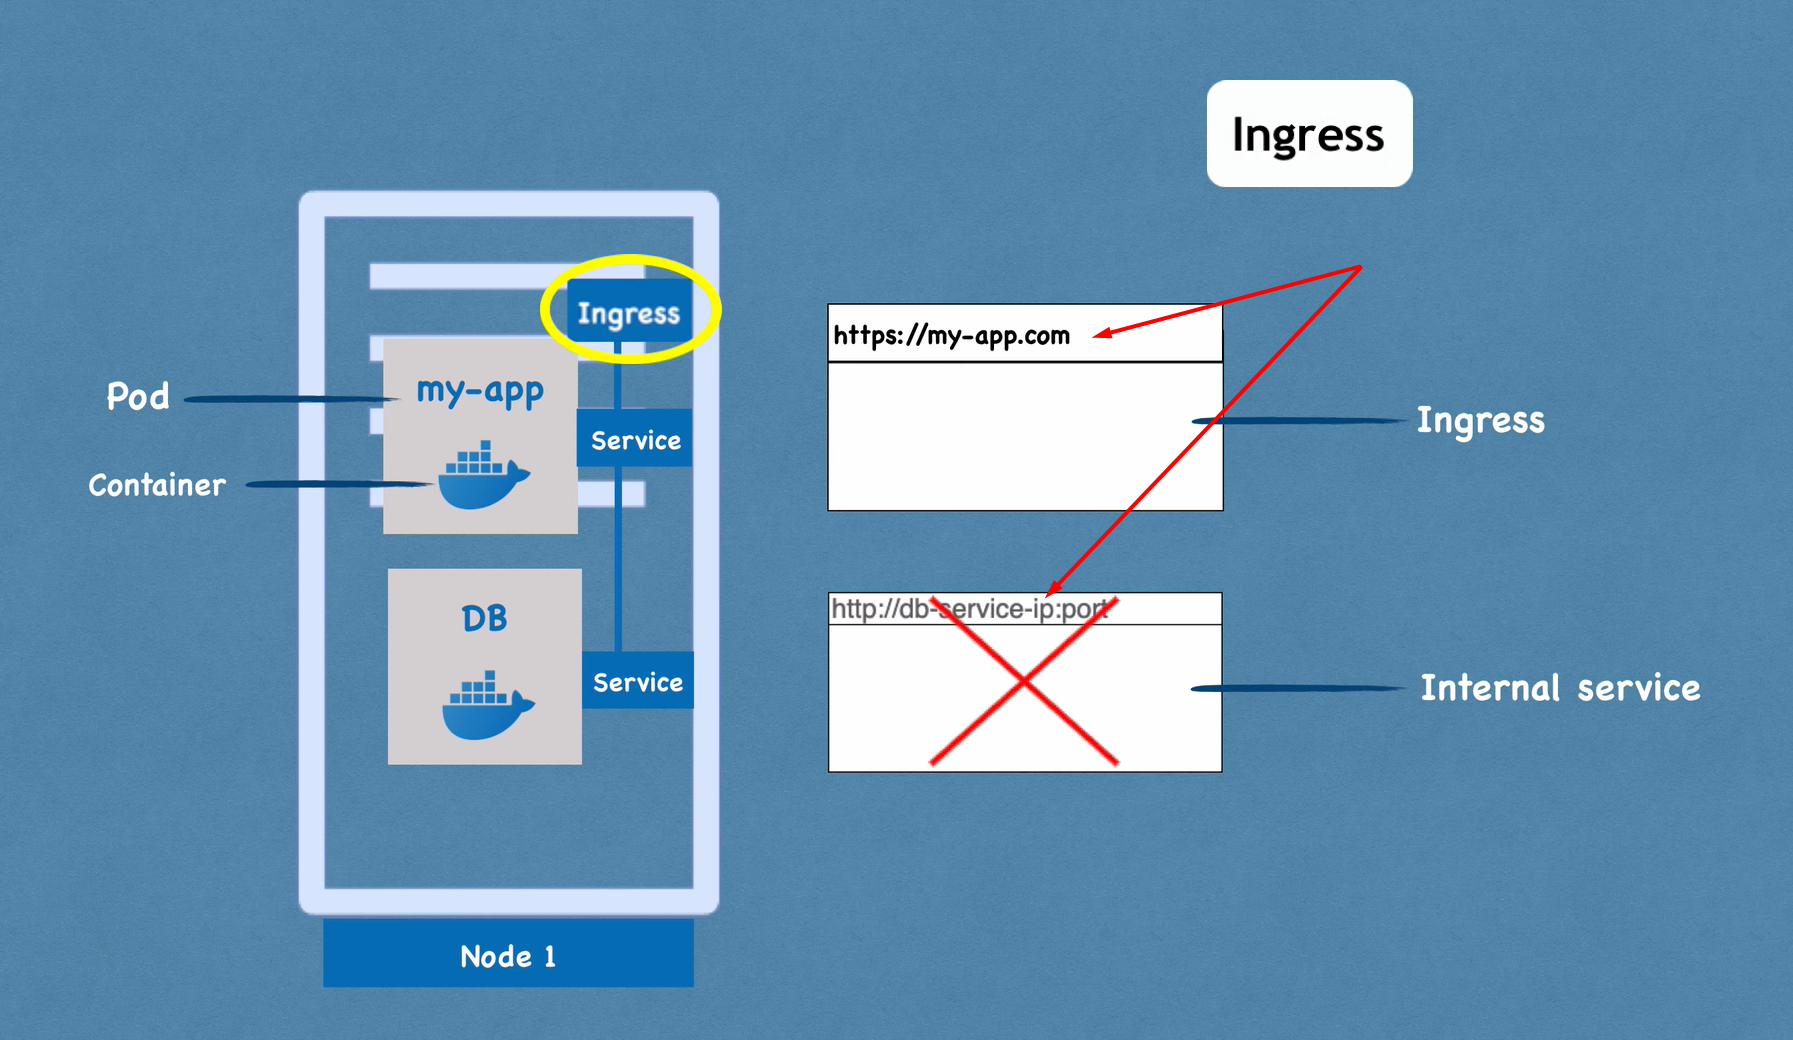 Ingress
Ingress
https://my-app.com
Pod
my-app
Ingress
Service
Container
http://db-service-ip:port
DB
Service
Internal service
Node 1